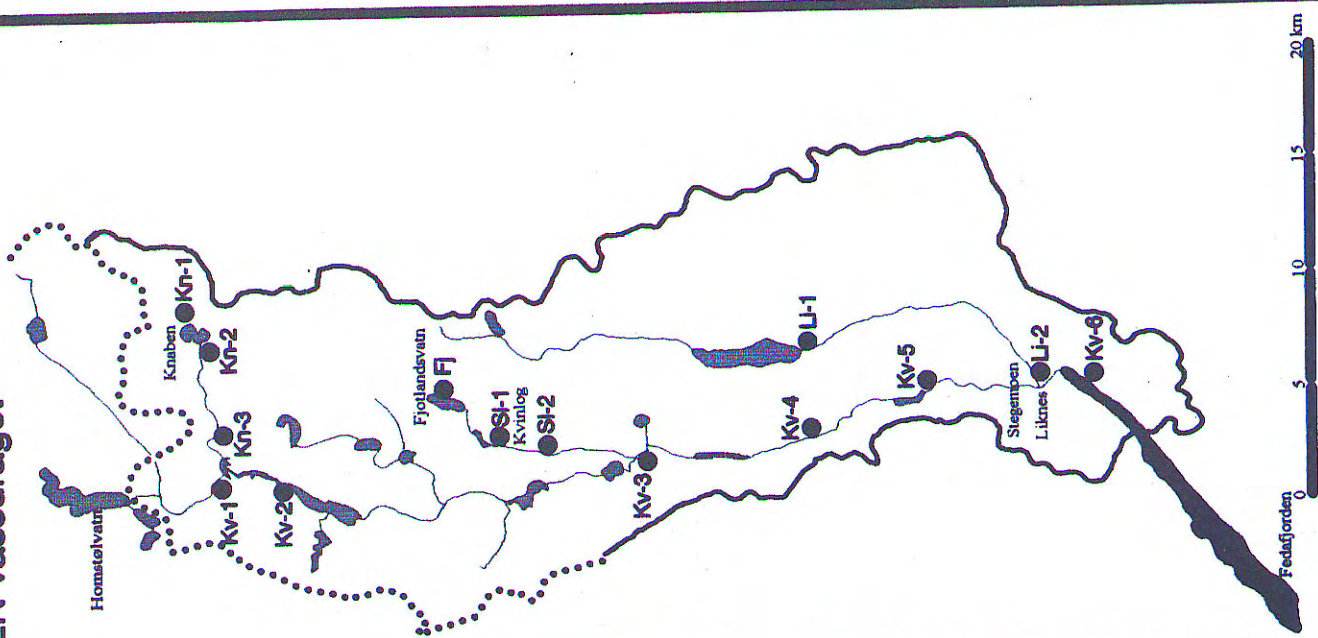 Homstølvatn
Knaben
Kn-1
Kn-2
Kn-3
Kv-1
Kv-2
Fjotlandsvatn
Fj
Sl-1
Kvinlog
Sl-2
Kv-3
Li-1
Kv-4
Kv-5
Stegemoen
Liknes
Li-2
Kv-6
Fedafjorden
0
5
10
15
20 km